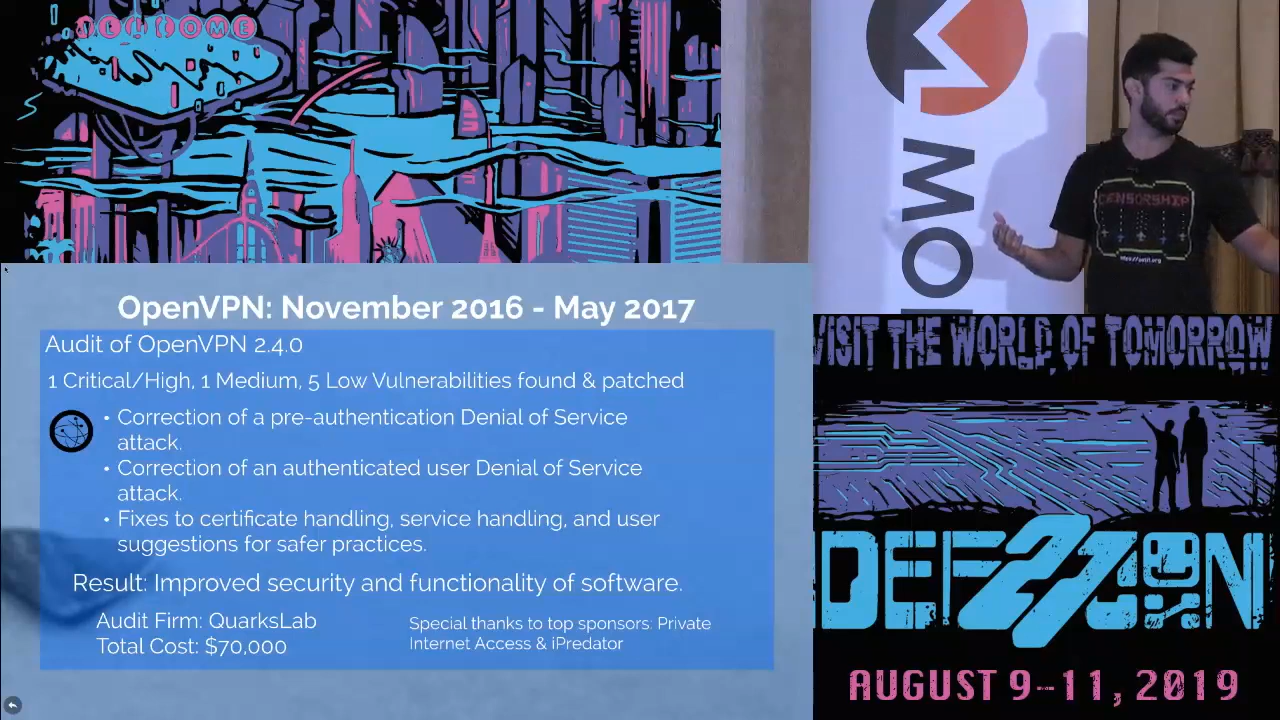 WELCOME
OpenVPN: November 2016 - May 2017
Audit of OpenVPN 2.4.0
1 Critical/High, 1 Medium, 5 Low Vulnerabilities found & patched
• Correction of a pre-authentication Denial of Service
attack.
• Correction of an authenticated user Denial of Service
attack.
• Fixes to certificate handling, service handling, and user
suggestions for safer practices.
Result: Improved security and functionality of software.
Audit Firm: QuarksLab
Total Cost: $70,000
Special thanks to top sponsors: Private
Internet Access & iPredator
CENSORSHIP
VISIT THE WORLD OF TOMORROW
DEF 27 CON
AUGUST 9-11, 2019